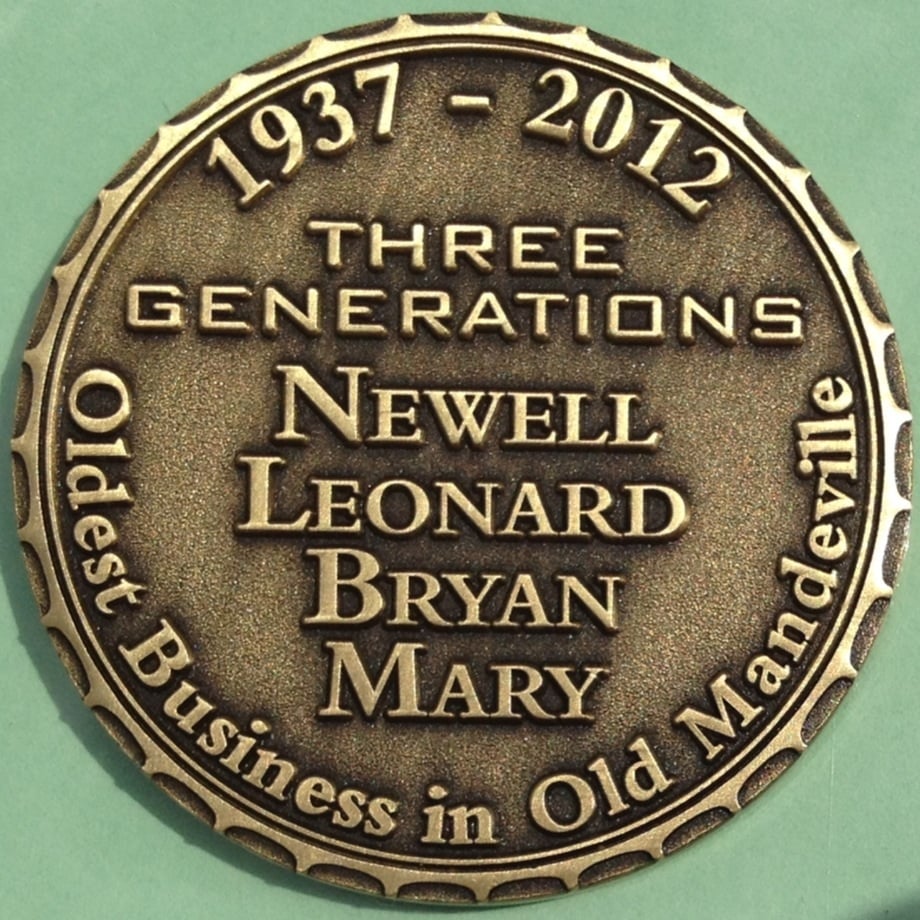 1937 - 2012
THREE
GENERATIONS
NEWELL
LEONARD
BRYAN
MARY
Oldest Business in Old Mandeville